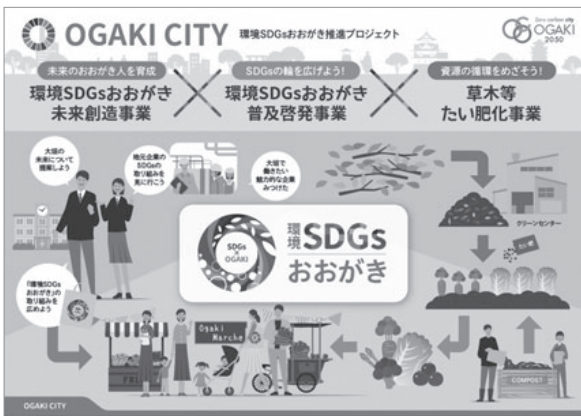 OGAKI CITY 環境SDGsおおがき推進プロジェクト
Zero carbon city
OGAKI
2050
未来のおおがき人を育成
環境SDGsおおがき
未来創造事業
SDGsの輪を広げよう!
環境SDGsおおがき
普及啓発事業
資源の循環をめざそう!
草木等
たい肥化事業
大垣の
未来について
提案しよう
地元企業の
SDGsの
取り組みを
見に行こう
大垣で
働きたい
魅力的な企業
みつけた
グリーンセンター
たい肥
SDGs
×
OGAKI
環境
SDGs
おおがき
「環境SDGs
おおがき」の
取り組みを
広めよう
Ogaki
Marche
COMPOST
OGAKI CITY